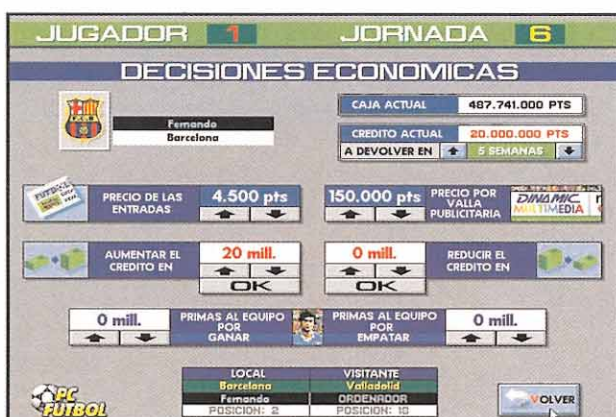 JUGADOR 1 JORNADA 6
DECISIONES ECONOMICAS
Fernando
Barcelona
CAJA ACTUAL 487.741.000 PTS
CREDITO ACTUAL 20.000.000 PTS
A DEVOLVER EN 5 SEMANAS
PRECIO DE LAS
ENTRADAS
4.500 pts
150.000 pts
PRECIO POR
VALLA
PUBLICITARIA
DINAMIC
MULTIMEDIA
AUMENTAR EL
CREDITO EN
20 mill.
OK
0 mill.
OK
REDUCIR EL
CREDITO EN
0 mill.
PRIMAS AL EQUIPO
POR
GANAR
PRIMAS AL EQUIPO
POR
EMPATAR
0 mill.
LOCAL VISITANTE
Barcelona Valladolid
Fernando ORDENADOR
POSICION: 2 POSICION: 10
PC
FUTBOL
VOLVER